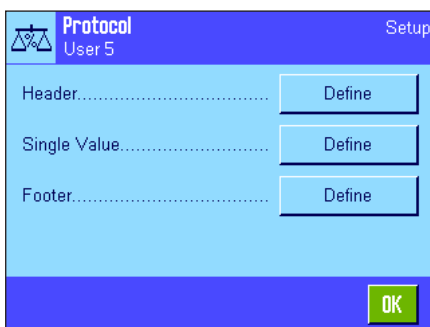 Protocol Setup
User 5
Header................................... Define
Single Value........................... Define
Footer.................................... Define
OK